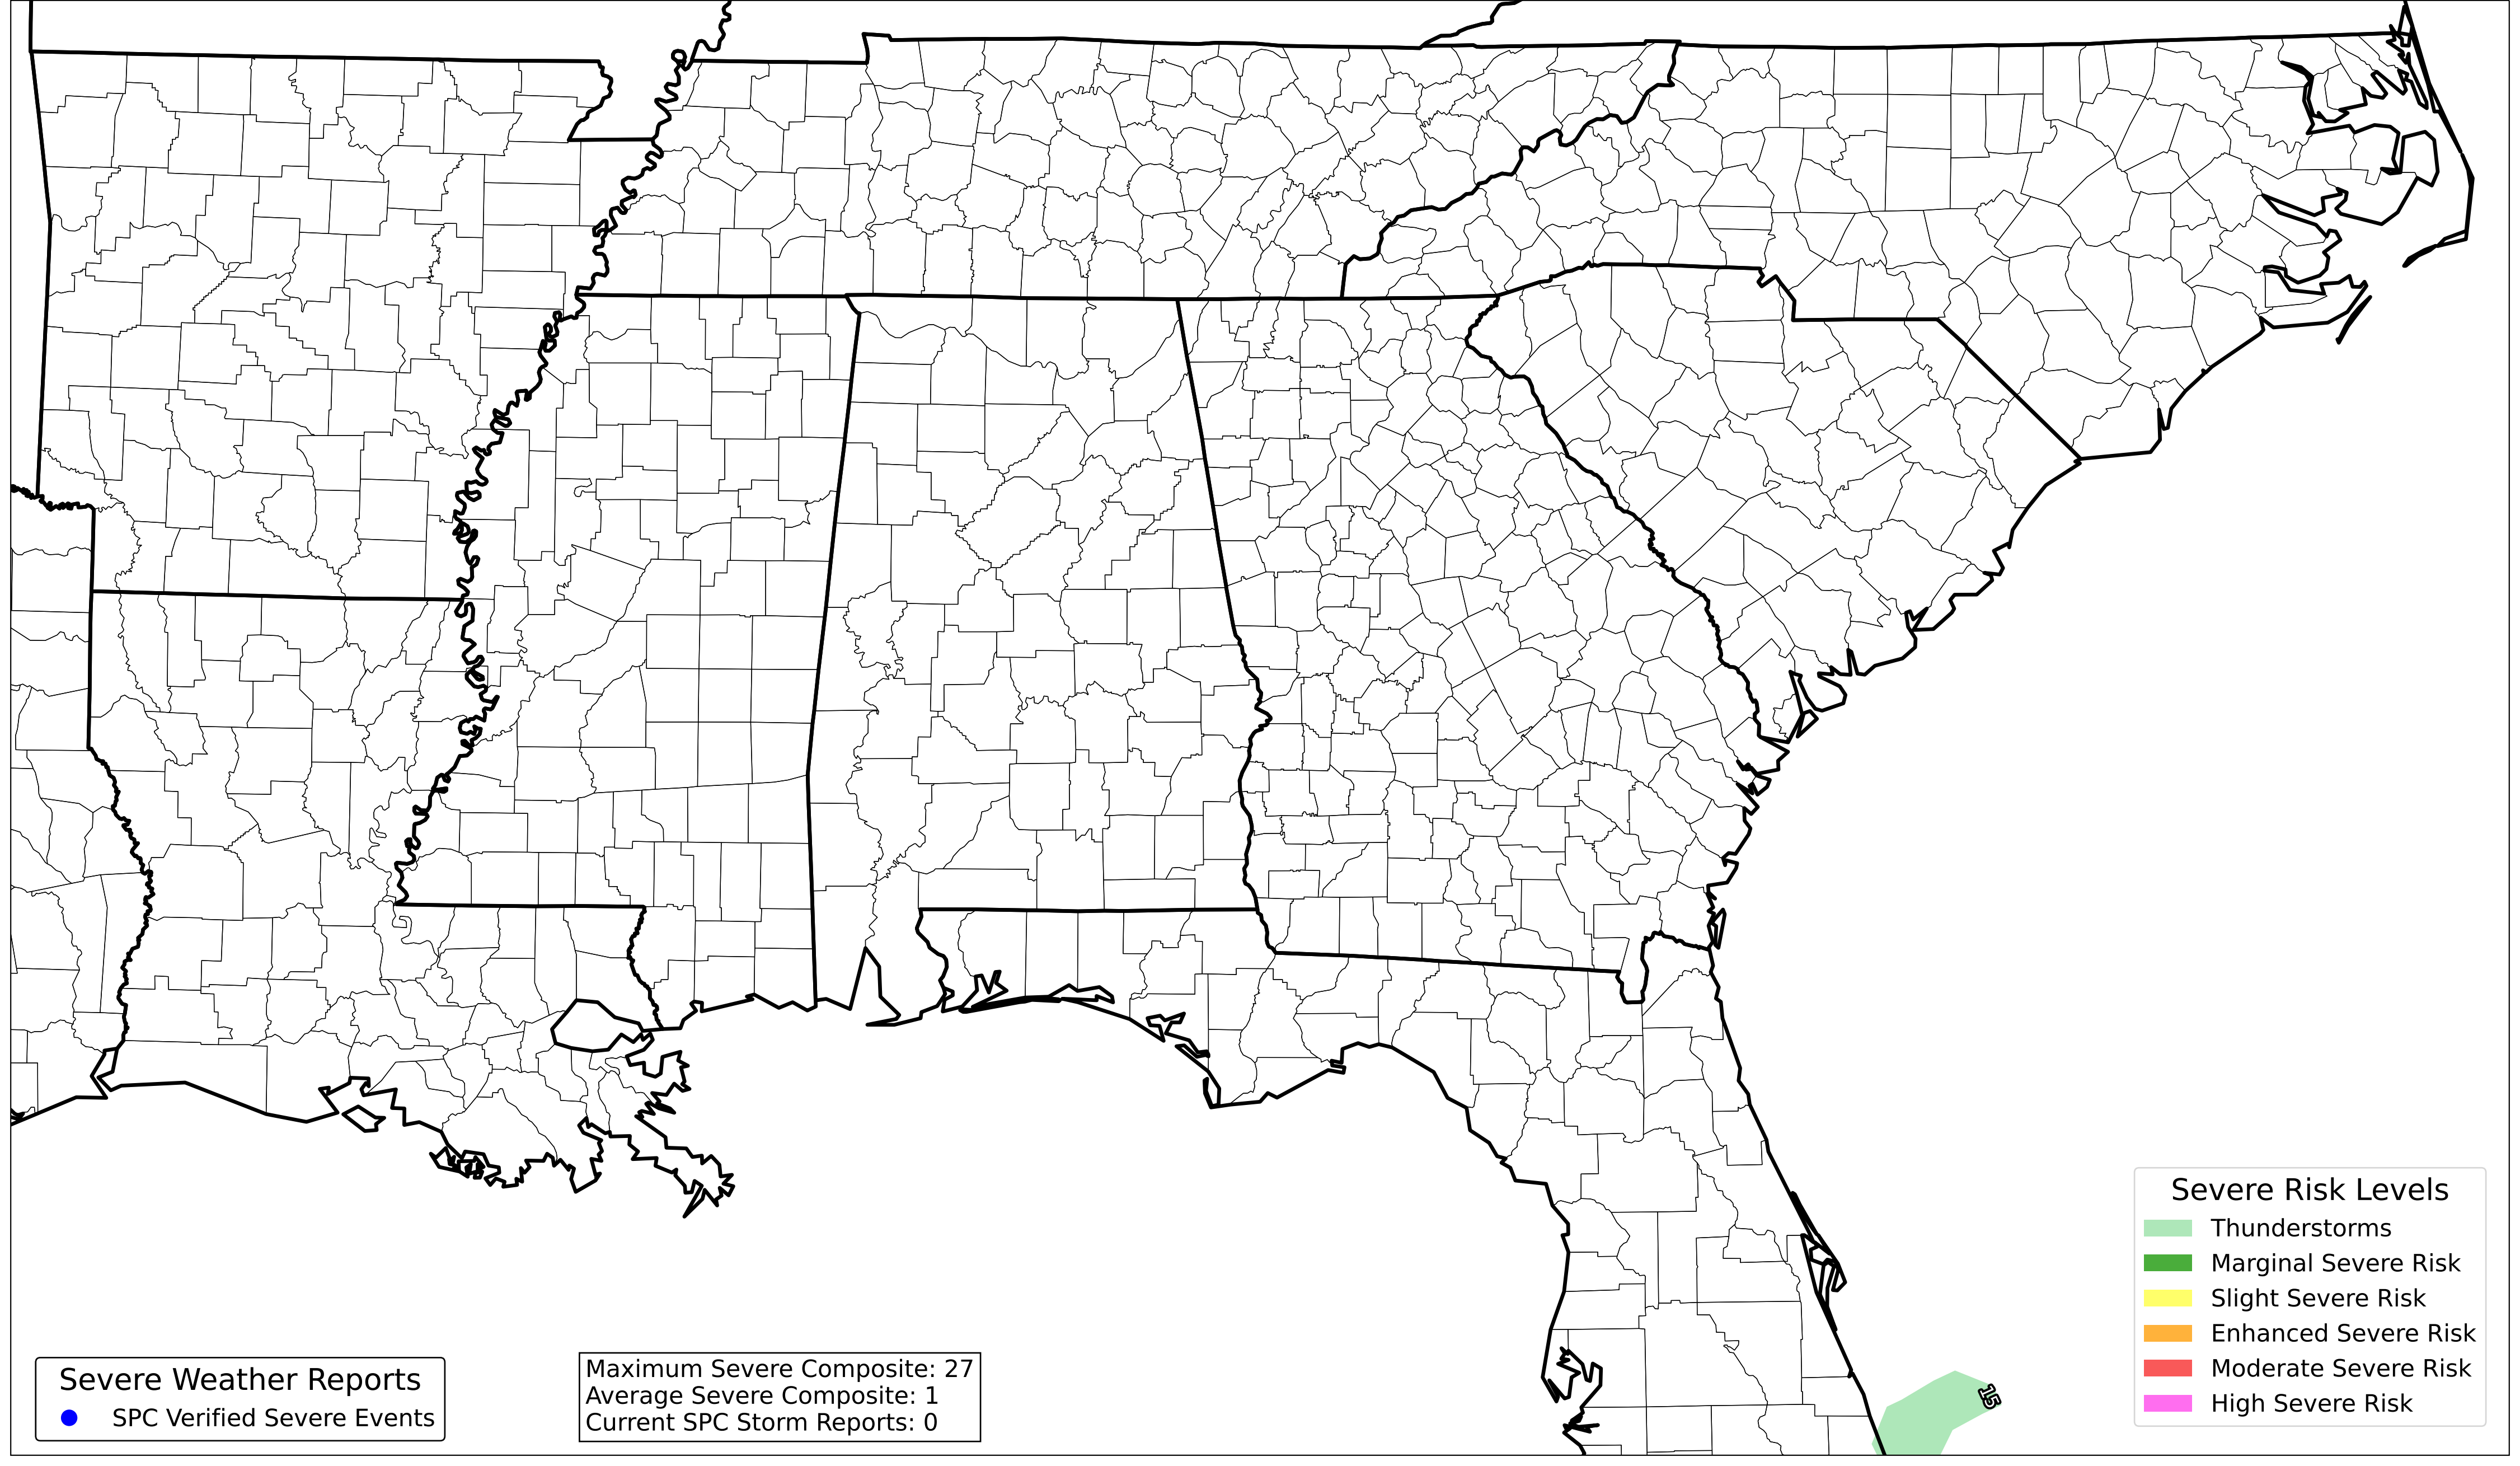 Severe Risk Levels
Thunderstorms
Marginal Severe Risk
Slight Severe Risk
Enhanced Severe Risk
Moderate Severe Risk
High Severe Risk
Severe Weather Reports
SPC Verified Severe Events
Maximum Severe Composite: 27
Average Severe Composite: 1
Current SPC Storm Reports: 0
15